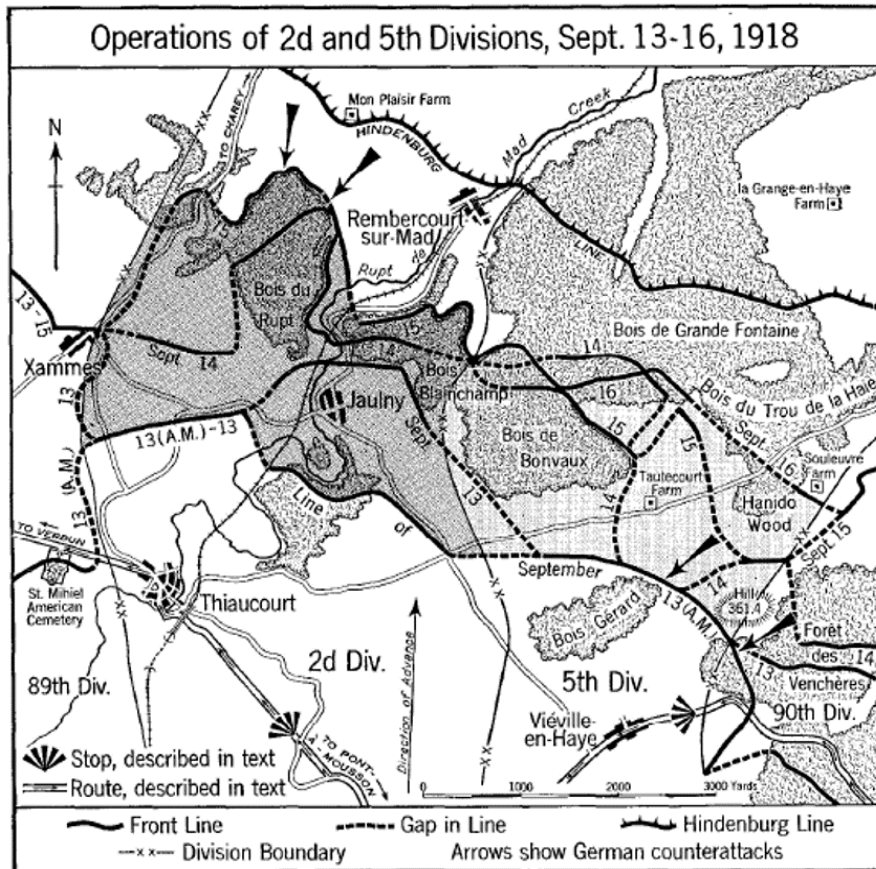 Operations of 2d and 5th Divisions, Sept. 13-16, 1918
N
TO CHAREY
Mon Plaisir Farm
HINDENBURG
Mad Creek
la Grange-en-Haye
Farm
Rembercourt
sur-Mad
LINE
Rupt de
13-15
Bois du
Rupt
Bois de Grande Fontaine
15
14
14
Xammes
Sept. 14
Bois
Blainchamp
16
Bois du Trou de la Haie
13
Jaulny
Sept.
15
15
Sept.
13 (A.M.)-13
Bois de
Bonvaux
Souleuvre
Farm
16
(A.M.)
Tautecourt
Farm
13
14
Hanido
Wood
13
Line of
TO VERDUN
September
Sept. 15
St. Mihiel
American
Cemetery
Thiaucourt
13 (A.M.)
14
Hill
361.4
Bois Gérard
Forêt
des
Venchères
14
13
89th Div.
2d Div.
Direction of Advance
5th Div.
90th Div.
Viéville-
en-Haye
TO PONT-
À-MOUSSON
Stop, described in text
Route, described in text
0 1000 2000 3000 Yards
Front Line
Gap in Line
Hindenburg Line
Division Boundary
Arrows show German counterattacks